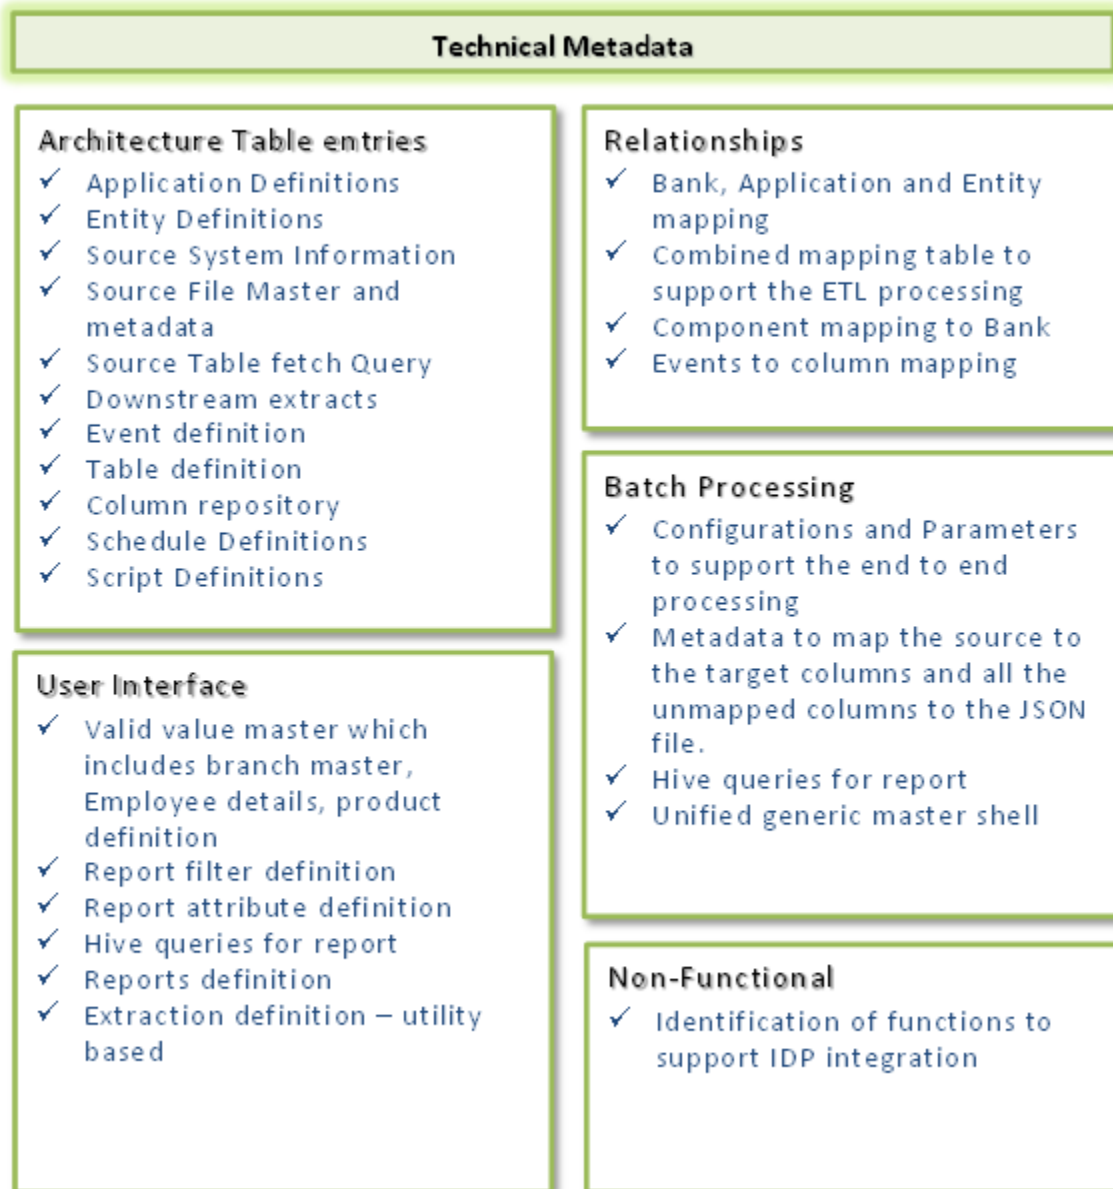 Technical Metadata
Architecture Table entries
✓ Application Definitions
✓ Entity Definitions
✓ Source System Information
✓ Source File Master and
metadata
✓ Source Table fetch Query
✓ Downstream extracts
✓ Event definition
✓ Table definition
✓ Column repository
✓ Schedule Definitions
✓ Script Definitions
User Interface
✓ Valid value master which
includes branch master,
Employee details, product
definition
✓ Report filter definition
✓ Report attribute definition
✓ Hive queries for report
✓ Reports definition
✓ Extraction definition – utility
based
Relationships
✓ Bank, Application and Entity
mapping
✓ Combined mapping table to
support the ETL processing
✓ Component mapping to Bank
✓ Events to column mapping
Batch Processing
✓ Configurations and Parameters
to support the end to end
processing
✓ Metadata to map the source to
the target columns and all the
unmapped columns to the JSON
file.
✓ Hive queries for report
✓ Unified generic master shell
Non-Functional
✓ Identification of functions to
support IDP integration